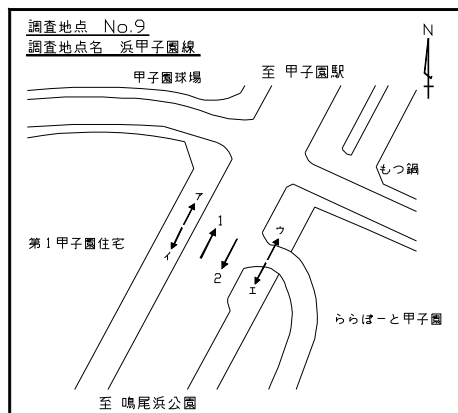 調査地点 No.9
調査地点名 浜甲子園線
N
甲子園球場
至 甲子園駅
もつ鍋
ア
1
第1甲子園住宅
イ
ウ
2
エ
ららぽーと甲子園
至 鳴尾浜公園